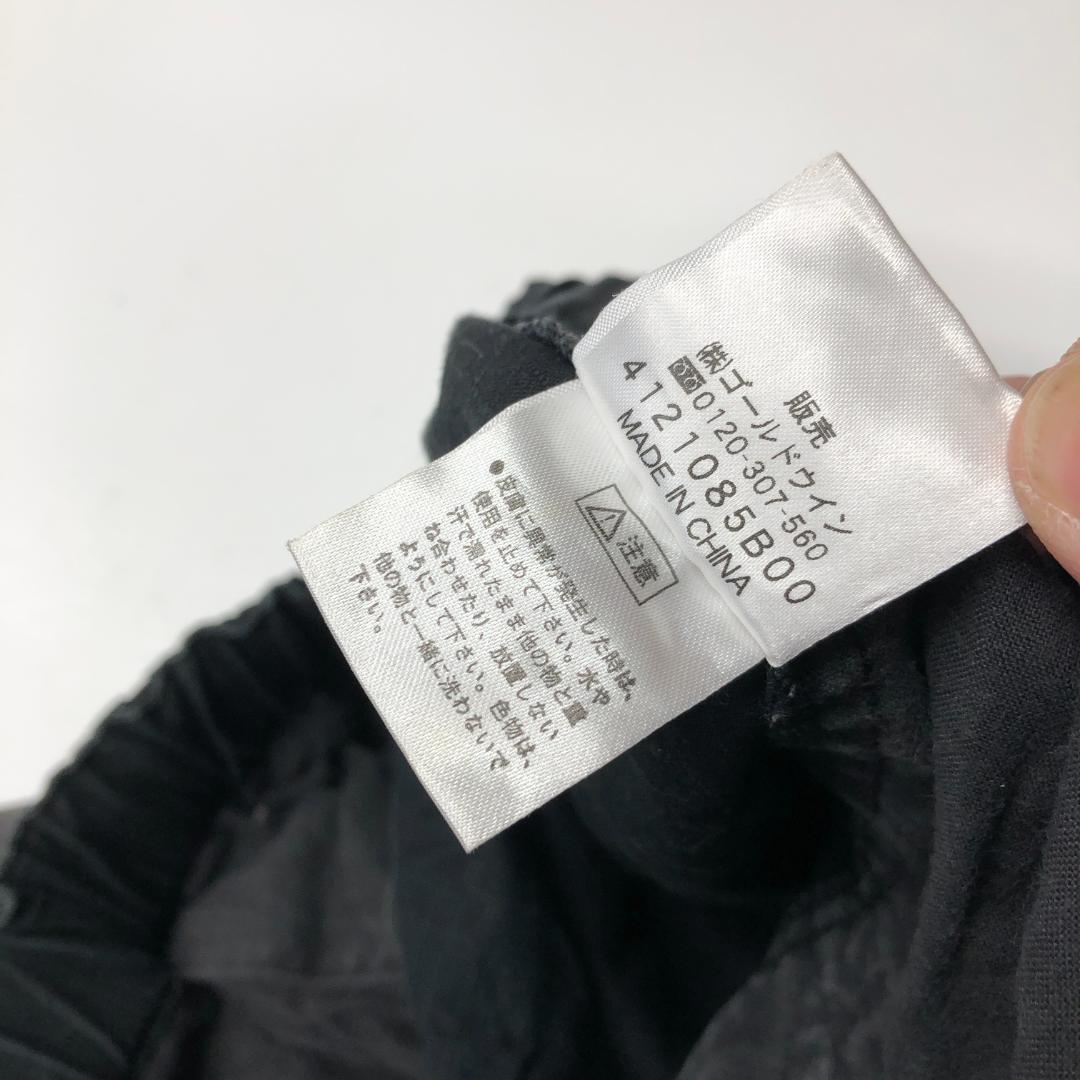 販売
(株)ゴールドウイン
0120-307-560
4121085B00
MADE IN CHINA
注意
●皮膚に異常が発生した時は、
使用を止めて下さい。水や
汗で濡れたまま他の物と重
ね合わせたり、放置しない
ようにして下さい。色物は、
他の物と一緒に洗わないで
下さい。